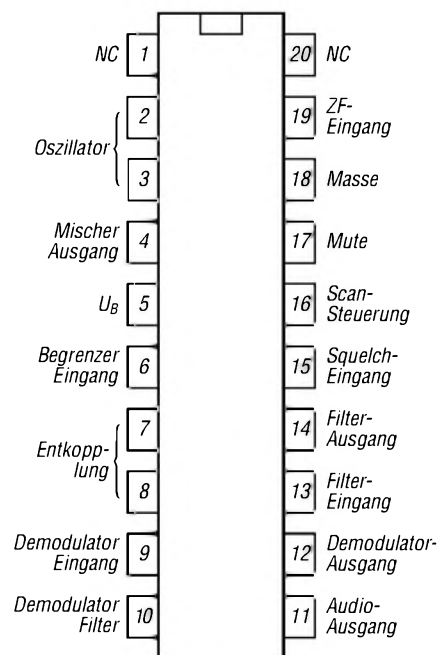 NC 1 20 NC
2 19 ZF-
Eingang
Oszillator
3 18 Masse
Mischer
Ausgang 4 17 Mute
U_B 5 16 Scan-
Steuerung
Begrenzer
Eingang 6 15 Squelch-
Eingang
7 14 Filter-
Ausgang
Entkopp-
lung
8 13 Filter-
Eingang
Demodulator
Eingang 9 12 Demodulator-
Ausgang
Demodulator
Filter 10 11 Audio-
Ausgang